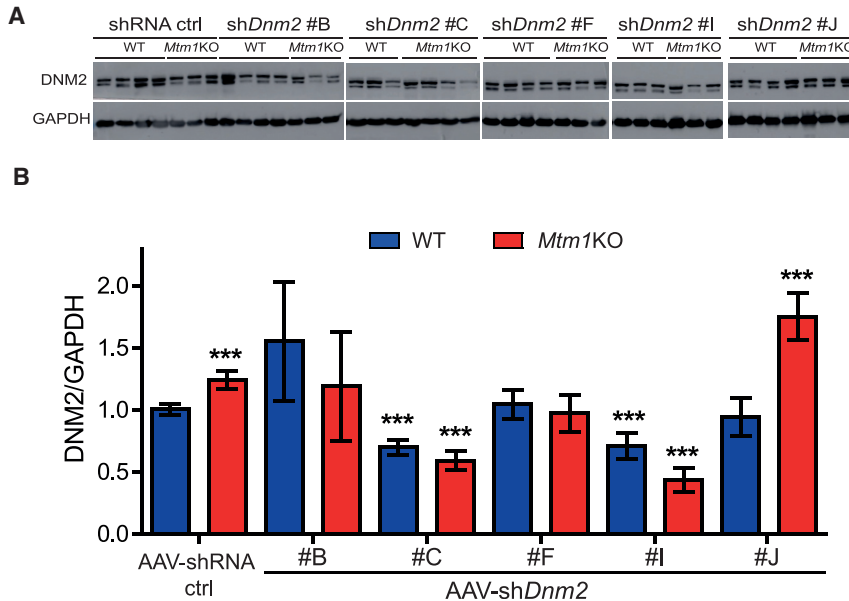 A
shRNA ctrl shDnm2 #B shDnm2 #C shDnm2 #F shDnm2 #I shDnm2 #J
WT Mtm1KO WT Mtm1KO WT Mtm1KO WT Mtm1KO WT Mtm1KO WT Mtm1KO
DNM2
GAPDH
B
WT Mtm1KO
DNM2/GAPDH
2.0
1.5
1.0
0.5
0.0
*** *** *** *** *** ***
AAV-shRNA ctrl
#B #C #F #I #J
AAV-shDnm2